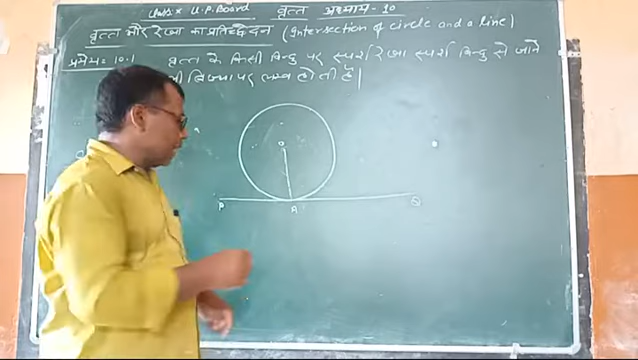 U.P. Board वृत्त अध्याय - 10
वृत्त और रेखा का प्रतिच्छेदन (Intersection of circle and a line)
प्रमेय = 10.1 वृत्त के किसी बिन्दु पर स्पर्श रेखा स्पर्श बिन्दु से जाने
त्रिज्या पर लम्ब होती है|
O
P A Q